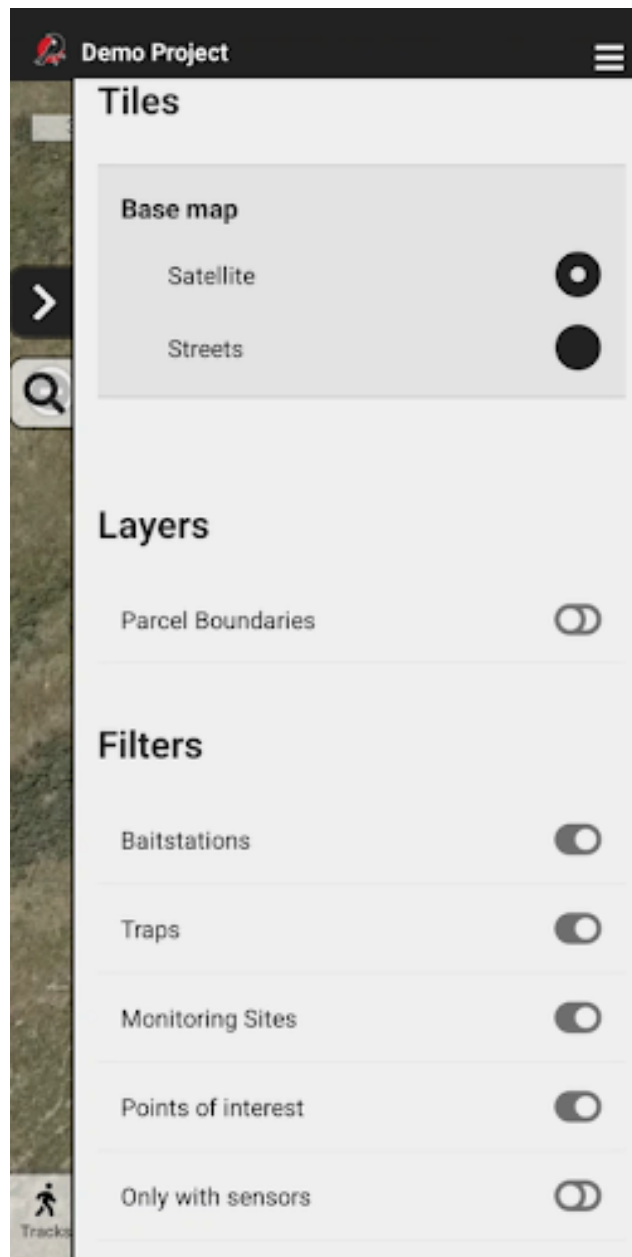 Demo Project
Tiles
Base map
Satellite
Streets
Layers
Parcel Boundaries
Filters
Baitstations
Traps
Monitoring Sites
Points of interest
Only with sensors
Tracks